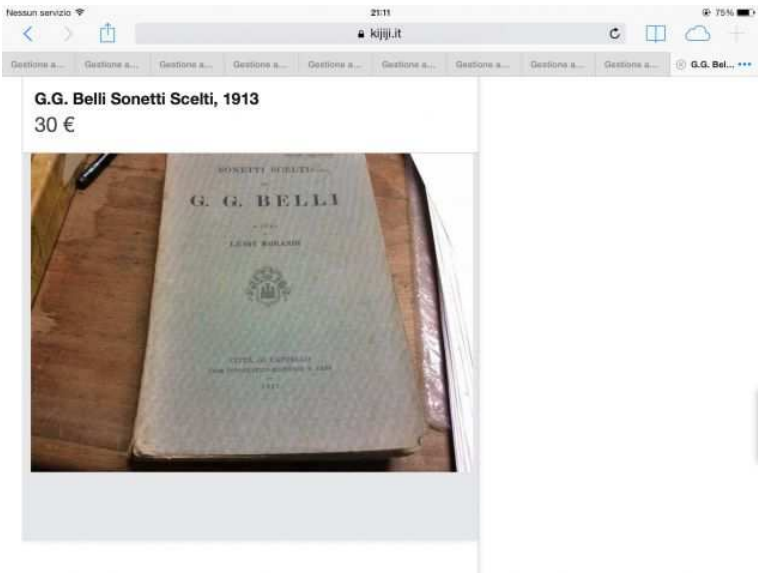 Nessun servizio
21:11
75%
kijiji.it
Gestione a... Gestione a... Gestione a... Gestione a... Gestione a... Gestione a... Gestione a... Gestione a... Gestione a... G.G. Bel...
G.G. Belli Sonetti Scelti, 1913
30 €
SONETTI SCELTI
G. G. BELLI
LUIGI MORANDI
CITTÀ DI CASTELLO